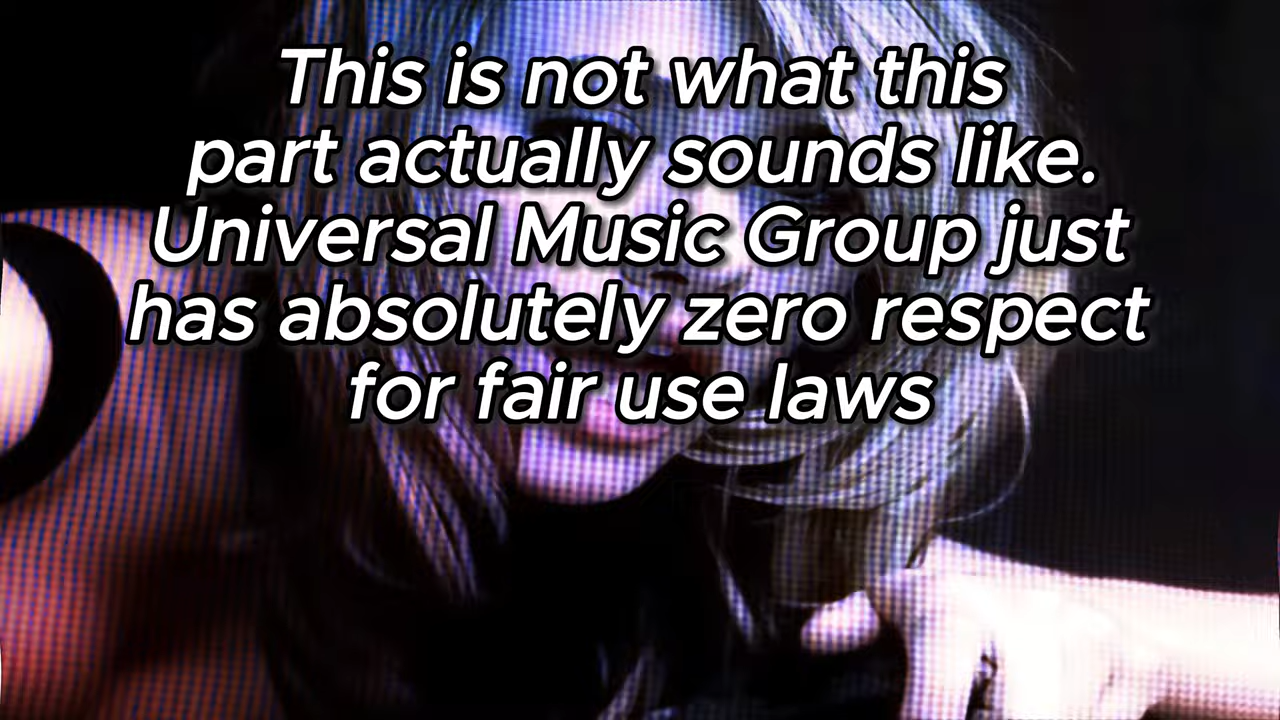 This is not what this
part actually sounds like.
Universal Music Group just
has absolutely zero respect
for fair use laws